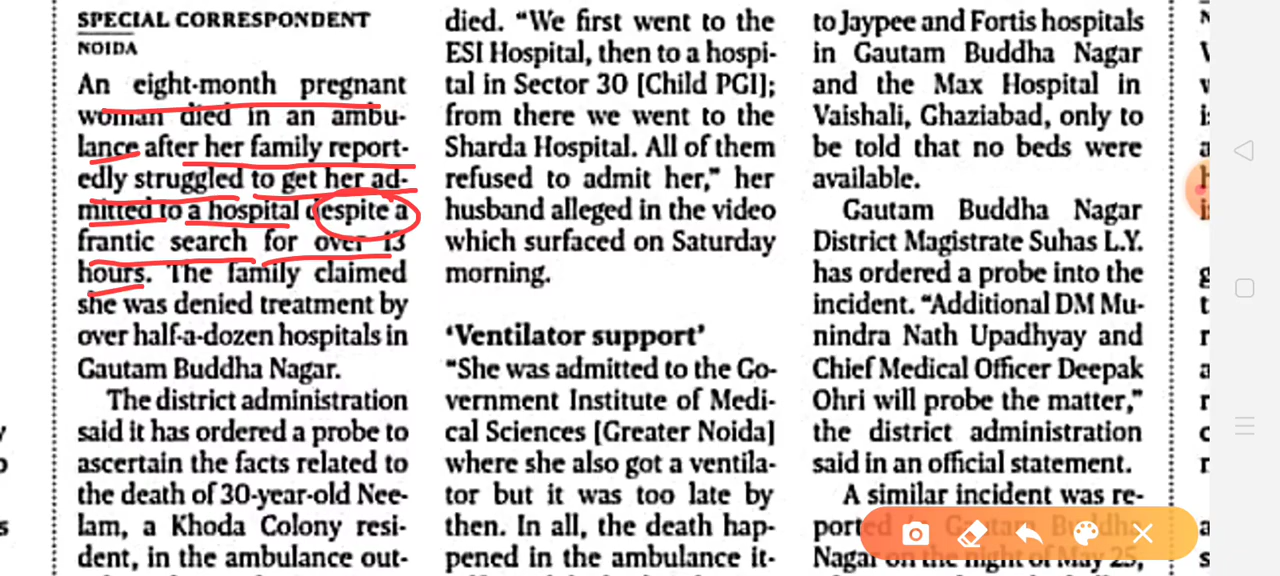 SPECIAL CORRESPONDENT
NOIDA
An eight-month pregnant
woman died in an ambu-
lance after her family report-
edly struggled to get her ad-
mitted to a hospital despite a
frantic search for over 13
hours. The family claimed
she was denied treatment by
over half-a-dozen hospitals in
Gautam Buddha Nagar.
The district administration
said it has ordered a probe to
ascertain the facts related to
the death of 30-year-old Nee-
lam, a Khoda Colony resi-
dent, in the ambulance out-
died. “We first went to the
ESI Hospital, then to a hospi-
tal in Sector 30 [Child PGI];
from there we went to the
Sharda Hospital. All of them
refused to admit her,” her
husband alleged in the video
which surfaced on Saturday
morning.
‘Ventilator support’
“She was admitted to the Go-
vernment Institute of Medi-
cal Sciences [Greater Noida]
where she also got a ventila-
tor but it was too late by
then. In all, the death hap-
pened in the ambulance it-
to Jaypee and Fortis hospitals
in Gautam Buddha Nagar
and the Max Hospital in
Vaishali, Ghaziabad, only to
be told that no beds were
available.
Gautam Buddha Nagar
District Magistrate Suhas L.Y.
has ordered a probe into the
incident. “Additional DM Mu-
nindra Nath Upadhyay and
Chief Medical Officer Deepak
Ohri will probe the matter,”
the district administration
said in an official statement.
A similar incident was re-
ported in Gautam Buddha
Nagar on the night of May 25,